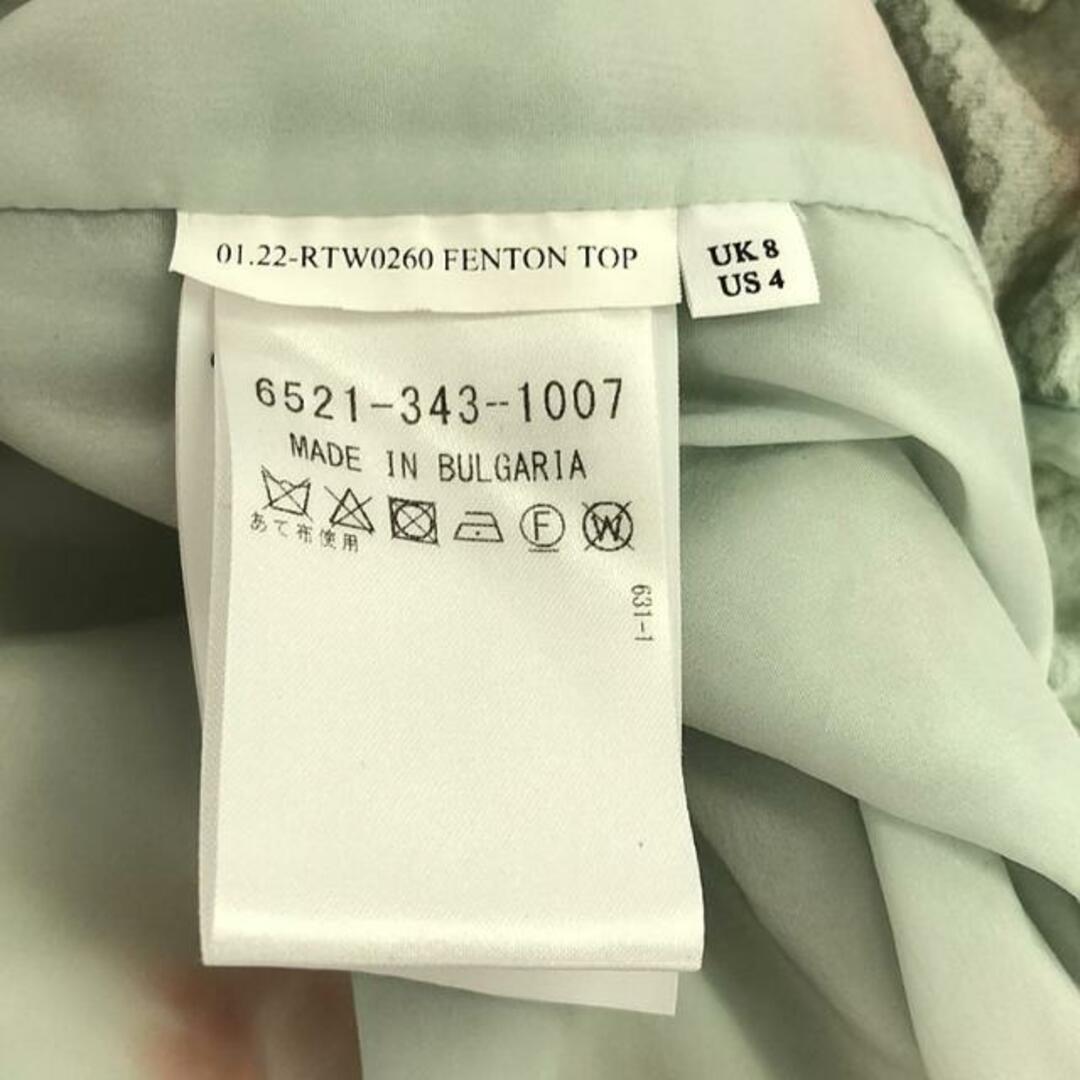 01.22-RTW0260 FENTON TOP
UK 8
US 4
6521-343--1007
MADE IN BULGARIA
F
W
あて布使用
631-1